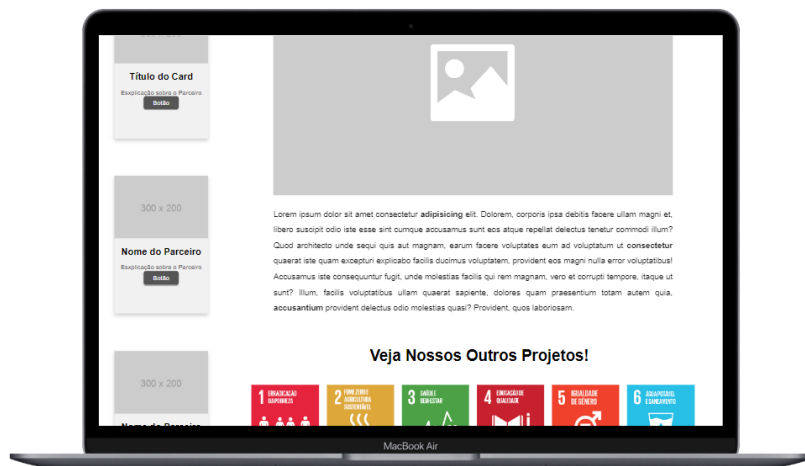 Título do Card
Esxplicação sobre o Parceiro
Botão
300 x 200
Nome do Parceiro
Esxplicação sobre o Parceiro
Botão
300 x 200
Nome do Parceiro
Lorem ipsum dolor sit amet consectetur adipisicing elit. Dolorem, corporis ipsa debitis facere ullam magni et,
libero suscipit odio iste esse sint cumque accusamus sunt eos atque repellat delectus tenetur commodi illum?
Quod architecto unde sequi quis aut magnam, earum facere voluptates eum ad voluptatum ut consectetur
quaerat iste quam excepturi explicabo facilis ducimus voluptatem, provident eos magni nulla error voluptatibus!
Accusamus iste consequuntur fugit, unde molestias facilis qui rem magnam, vero et corrupti tempore, itaque ut
sunt? Illum, facilis voluptatibus ullam quaerat sapiente, dolores quam praesentium totam autem quia,
accusantium provident delectus odio molestias quasi? Provident, quos laboriosam.
Veja Nossos Outros Projetos!
1 ERRADICAÇÃO
DA POBREZA
2 FOME ZERO E
AGRICULTURA
SUSTENTÁVEL
3 SAÚDE E
BEM-ESTAR
4 EDUCAÇÃO DE
QUALIDADE
5 IGUALDADE
DE GÊNERO
6 ÁGUA POTÁVEL
E SANEAMENTO
MacBook Air